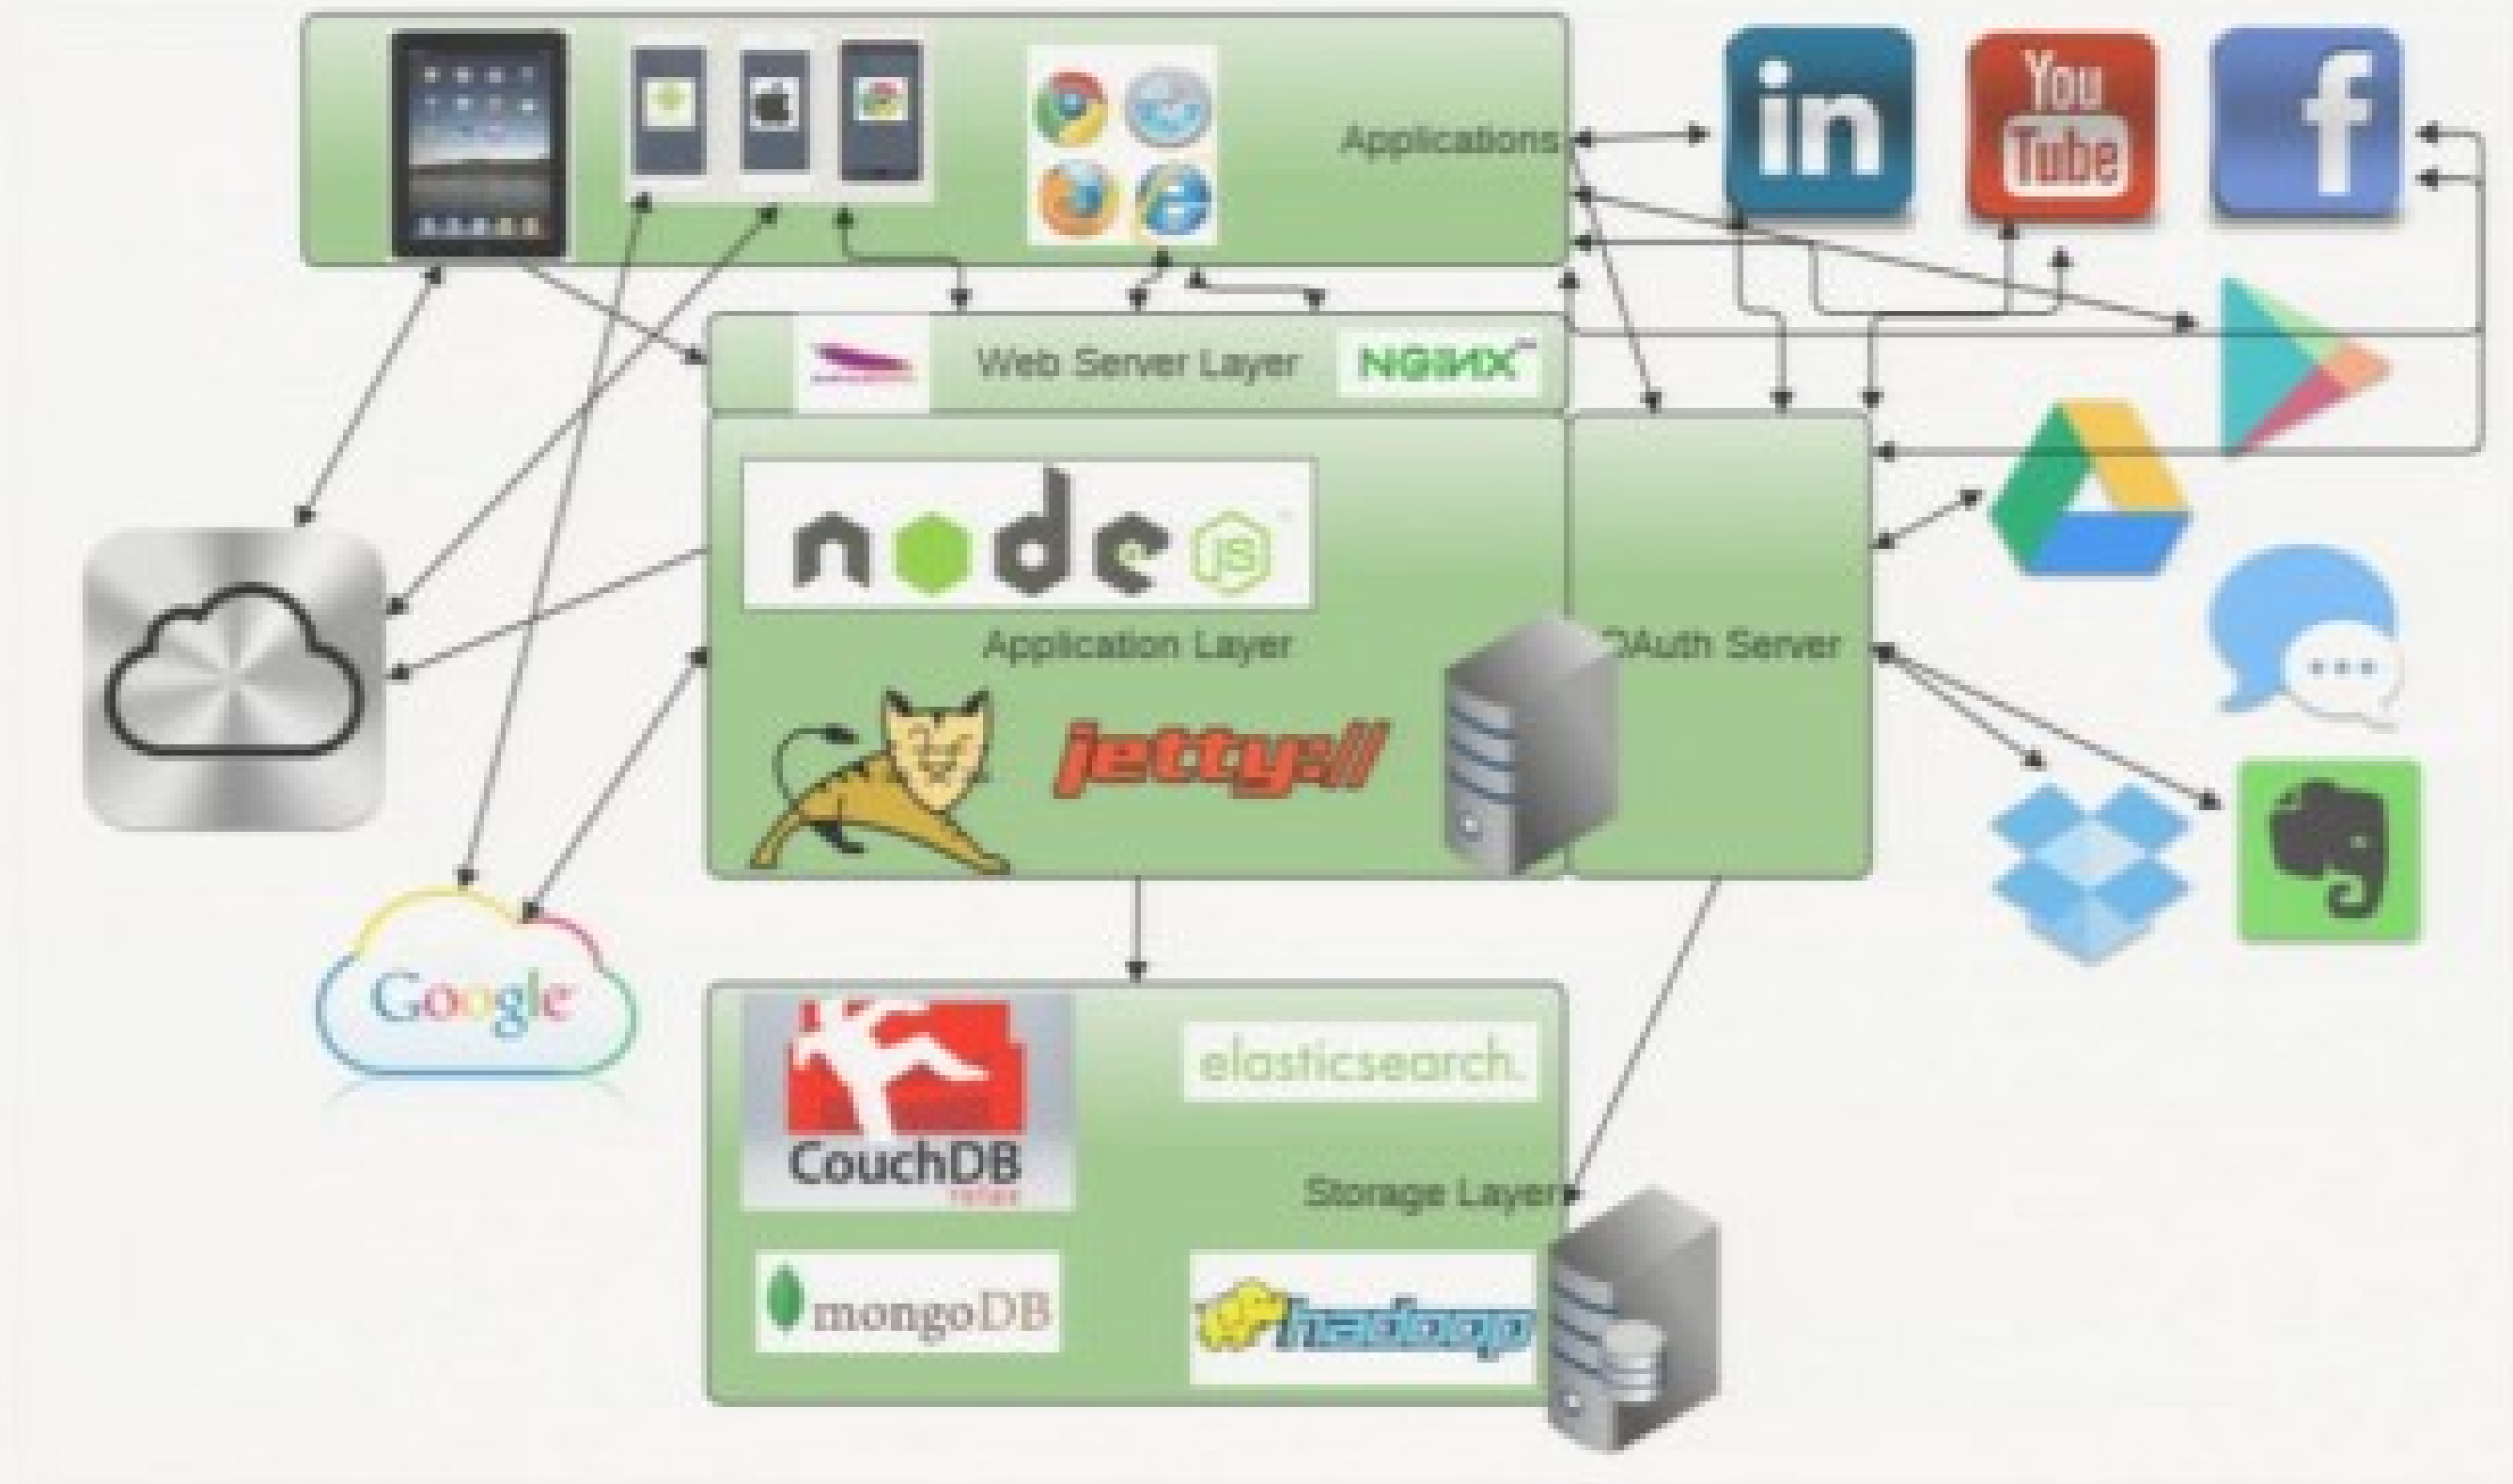 Applications
in
You
Tube
f
Web Server Layer
NGiNX
node
JS
Application Layer
OAuth Server
jetty://
Google
CouchDB
relax
elasticsearch.
Storage Layer
mongoDB
hadoop